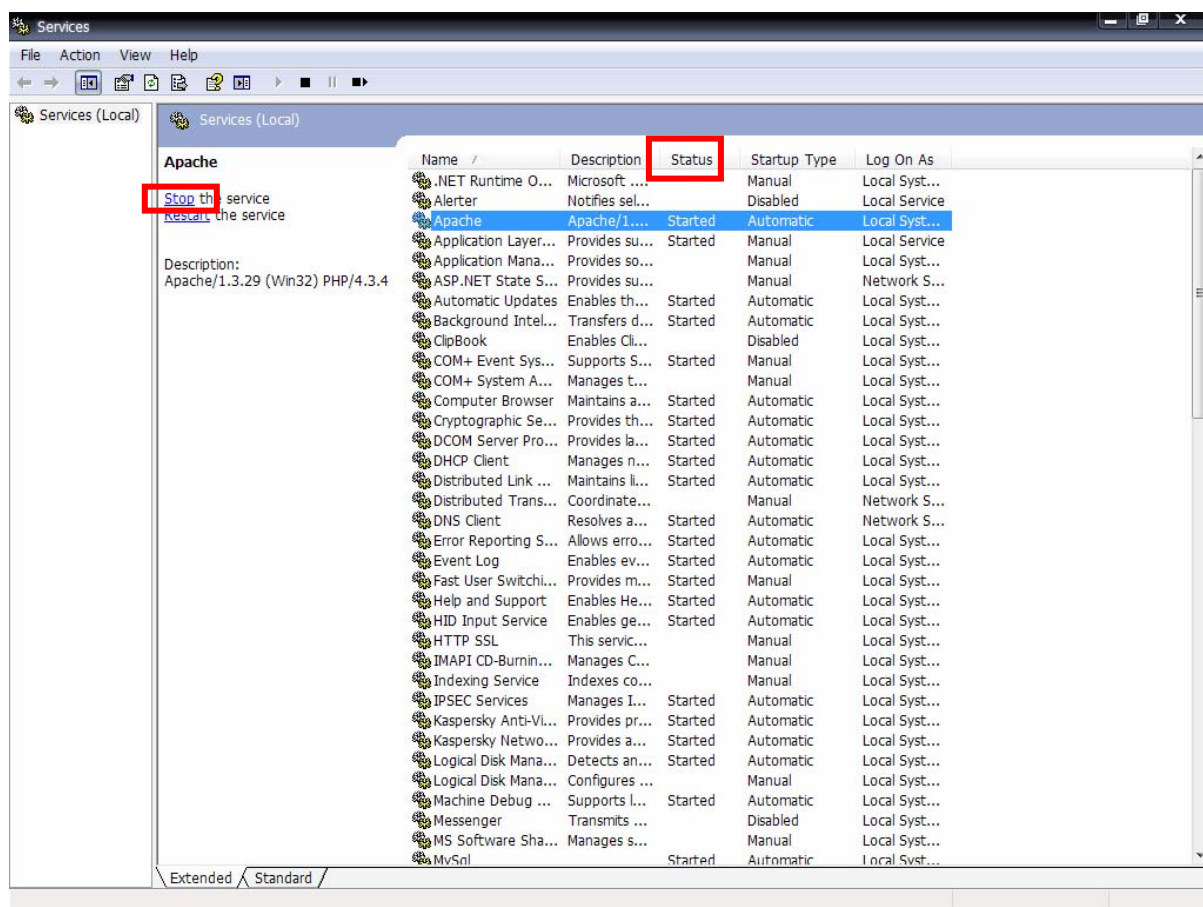 Services
File Action View Help
Services (Local)
Services (Local)
Apache
Stop the service
Restart the service
Description:
Apache/1.3.29 (Win32) PHP/4.3.4
Name Description Status Startup Type Log On As
.NET Runtime O... Microsoft .... Manual Local Syst...
Alerter Notifies sel... Disabled Local Service
Apache Apache/1.... Started Automatic Local Syst...
Application Layer... Provides su... Started Manual Local Service
Application Mana... Provides so... Manual Local Syst...
ASP.NET State S... Provides su... Manual Network S...
Automatic Updates Enables th... Started Automatic Local Syst...
Background Intel... Transfers d... Started Automatic Local Syst...
ClipBook Enables Cli... Disabled Local Syst...
COM+ Event Sys... Supports S... Started Manual Local Syst...
COM+ System A... Manages t... Manual Local Syst...
Computer Browser Maintains a... Started Automatic Local Syst...
Cryptographic Se... Provides th... Started Automatic Local Syst...
DCOM Server Pro... Provides la... Started Automatic Local Syst...
DHCP Client Manages n... Started Automatic Local Syst...
Distributed Link ... Maintains li... Started Automatic Local Syst...
Distributed Trans... Coordinate... Manual Network S...
DNS Client Resolves a... Started Automatic Network S...
Error Reporting S... Allows erro... Started Automatic Local Syst...
Event Log Enables ev... Started Automatic Local Syst...
Fast User Switchi... Provides m... Started Manual Local Syst...
Help and Support Enables He... Started Automatic Local Syst...
HID Input Service Enables ge... Started Automatic Local Syst...
HTTP SSL This servic... Manual Local Syst...
IMAPI CD-Burnin... Manages C... Manual Local Syst...
Indexing Service Indexes co... Manual Local Syst...
IPSEC Services Manages I... Started Automatic Local Syst...
Kaspersky Anti-Vi... Provides pr... Started Automatic Local Syst...
Kaspersky Netwo... Provides a... Started Automatic Local Syst...
Logical Disk Mana... Detects an... Started Automatic Local Syst...
Logical Disk Mana... Configures ... Manual Local Syst...
Machine Debug ... Supports l... Started Automatic Local Syst...
Messenger Transmits ... Disabled Local Syst...
MS Software Sha... Manages s... Manual Local Syst...
MySql Started Automatic Local Syst...
Extended Standard